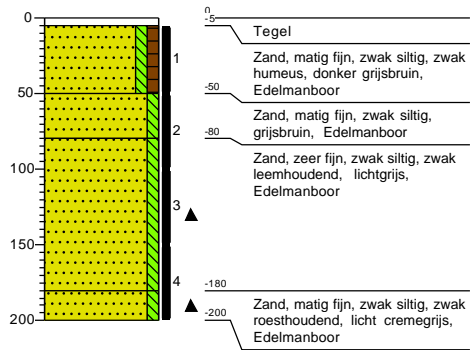 0
50
100
150
200
1
2
3
4
0
-5
Tegel
Zand, matig fijn, zwak siltig, zwak
humeus, donker grijsbruin,
Edelmanboor
-50
Zand, matig fijn, zwak siltig,
grijsbruin, Edelmanboor
-80
Zand, zeer fijn, zwak siltig, zwak
leemhoudend, lichtgrijs,
Edelmanboor
-180
Zand, matig fijn, zwak siltig, zwak
roesthoudend, licht cremegrijs,
Edelmanboor
-200